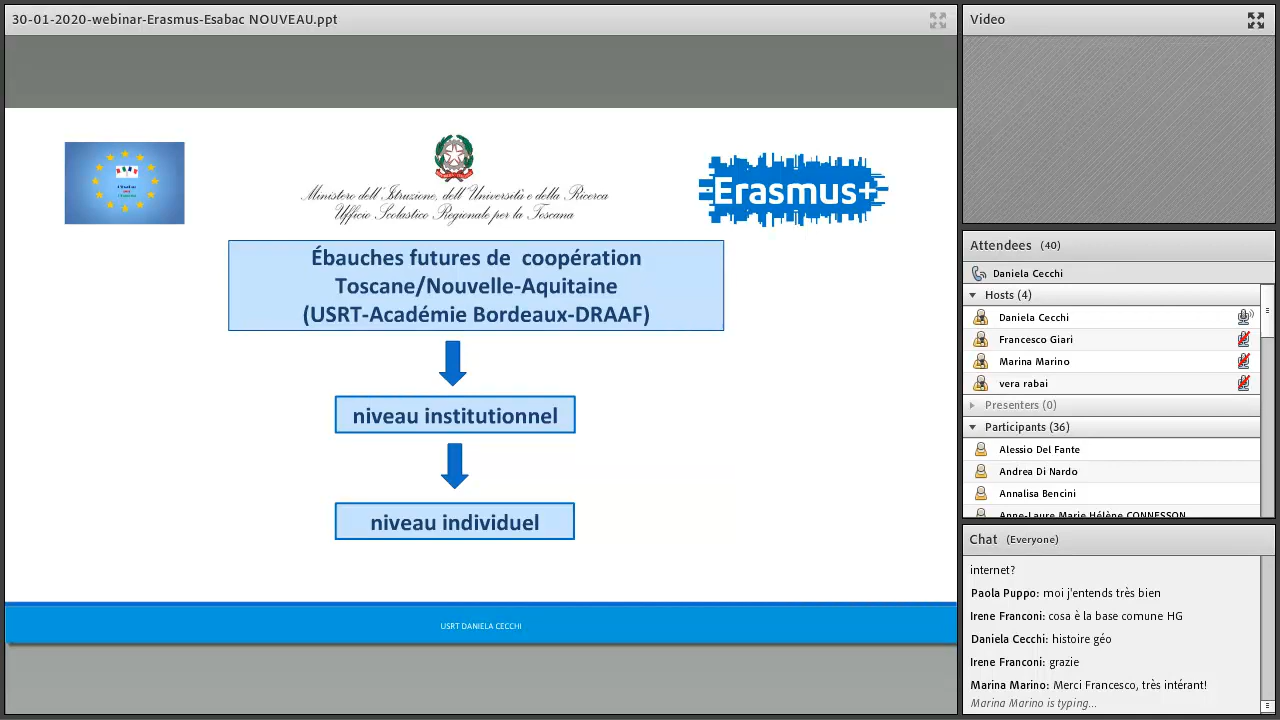 30-01-2020-webinar-Erasmus-Esabac NOUVEAU.ppt
Ministero dell'Istruzione, dell'Università e della Ricerca
Ufficio Scolastico Regionale per la Toscana
Erasmus+
Ébauches futures de coopération
Toscane/Nouvelle-Aquitaine
(USRT-Académie Bordeaux-DRAAF)
niveau institutionnel
niveau individuel
USRT DANIELA CECCHI
Video
Attendees (40)
Daniela Cecchi
Hosts (4)
Daniela Cecchi
Francesco Giari
Marina Marino
vera rabai
Presenters (0)
Participants (36)
Alessio Del Fante
Andrea Di Nardo
Annalisa Bencini
Anne-Laure Marie Hélène CONNESSON
Chat (Everyone)
internet?
Paola Puppo: moi j'entends très bien
Irene Franconi: cosa è la base comune HG
Daniela Cecchi: histoire géo
Irene Franconi: grazie
Marina Marino: Merci Francesco, très intérant!
Marina Marino is typing...